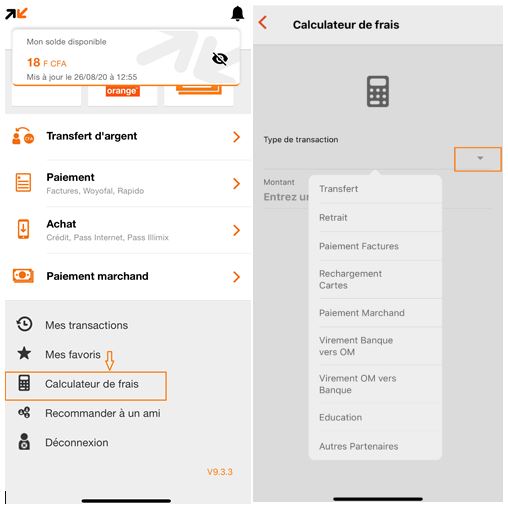 Mon solde disponible
18 F CFA
Mis à jour le 26/08/20 à 12:55
orange
Transfert d'argent
Paiement
Factures, Woyofal, Rapido
Achat
Crédit, Pass Internet, Pass Illimix
Paiement marchand
Mes transactions
Mes favoris
Calculateur de frais
Recommander à un ami
Déconnexion
V9.3.3
Calculateur de frais
Type de transaction
Montant
Entrez
Transfert
Retrait
Paiement Factures
Rechargement
Cartes
Paiement Marchand
Virement Banque
vers OM
Virement OM vers
Banque
Education
Autres Partenaires